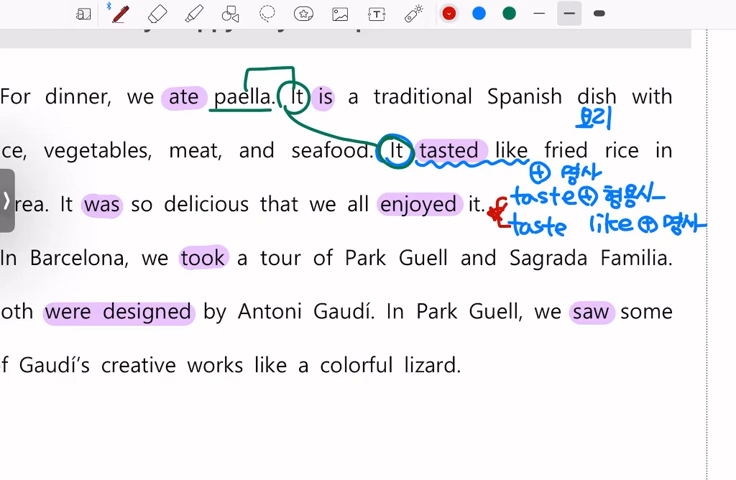 For dinner, we ate paella. It is a traditional Spanish dish with
요리
ce, vegetables, meat, and seafood. It tasted like fried rice in
⊕ 명사
taste ⊕ 형용사
rea. It was so delicious that we all enjoyed it.
taste like ⊕ 명사
In Barcelona, we took a tour of Park Guell and Sagrada Familia.
oth were designed by Antoni Gaudí. In Park Guell, we saw some
f Gaudí's creative works like a colorful lizard.